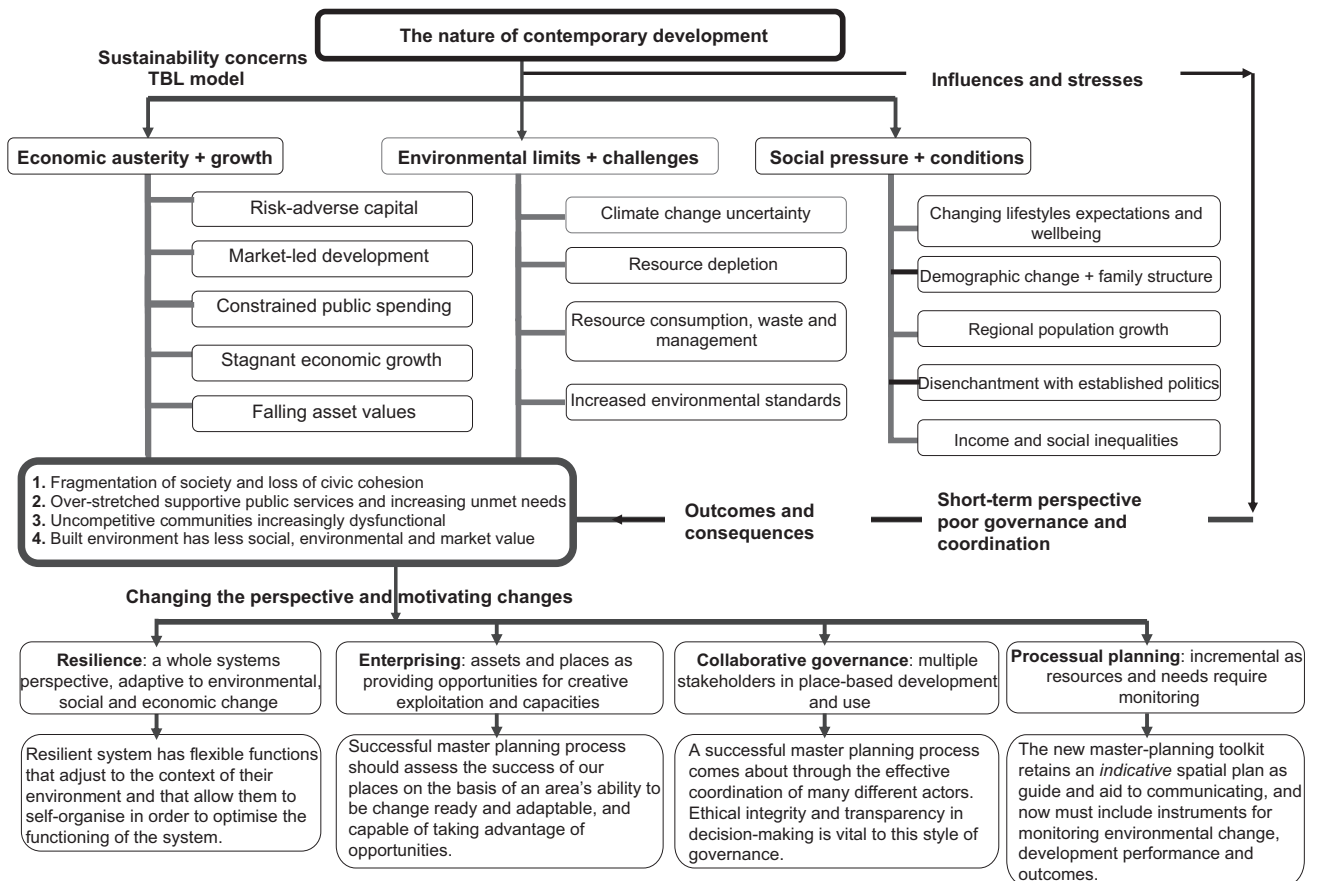 The nature of contemporary development
Sustainability concerns
TBL model
Influences and stresses
Economic austerity + growth
Environmental limits + challenges
Social pressure + conditions
Risk-adverse capital
Market-led development
Constrained public spending
Stagnant economic growth
Falling asset values
Climate change uncertainty
Resource depletion
Resource consumption, waste and
management
Increased environmental standards
Changing lifestyles expectations and
wellbeing
Demographic change + family structure
Regional population growth
Disenchantment with established politics
Income and social inequalities
1. Fragmentation of society and loss of civic cohesion
2. Over-stretched supportive public services and increasing unmet needs
3. Uncompetitive communities increasingly dysfunctional
4. Built environment has less social, environmental and market value
Outcomes and
consequences
Short-term perspective
poor governance and
coordination
Changing the perspective and motivating changes
Resilience: a whole systems
perspective, adaptive to environmental,
social and economic change
Enterprising: assets and places as
providing opportunities for creative
exploitation and capacities
Collaborative governance: multiple
stakeholders in place-based development
and use
Processual planning: incremental as
resources and needs require
monitoring
Resilient system has flexible functions
that adjust to the context of their
environment and that allow them to
self-organise in order to optimise the
functioning of the system.
Successful master planning process
should assess the success of our
places on the basis of an area's ability to
be change ready and adaptable, and
capable of taking advantage of
opportunities.
A successful master planning process
comes about through the effective
coordination of many different actors.
Ethical integrity and transparency in
decision-making is vital to this style of
governance.
The new master-planning toolkit
retains an indicative spatial plan as
guide and aid to communicating, and
now must include instruments for
monitoring environmental change,
development performance and
outcomes.